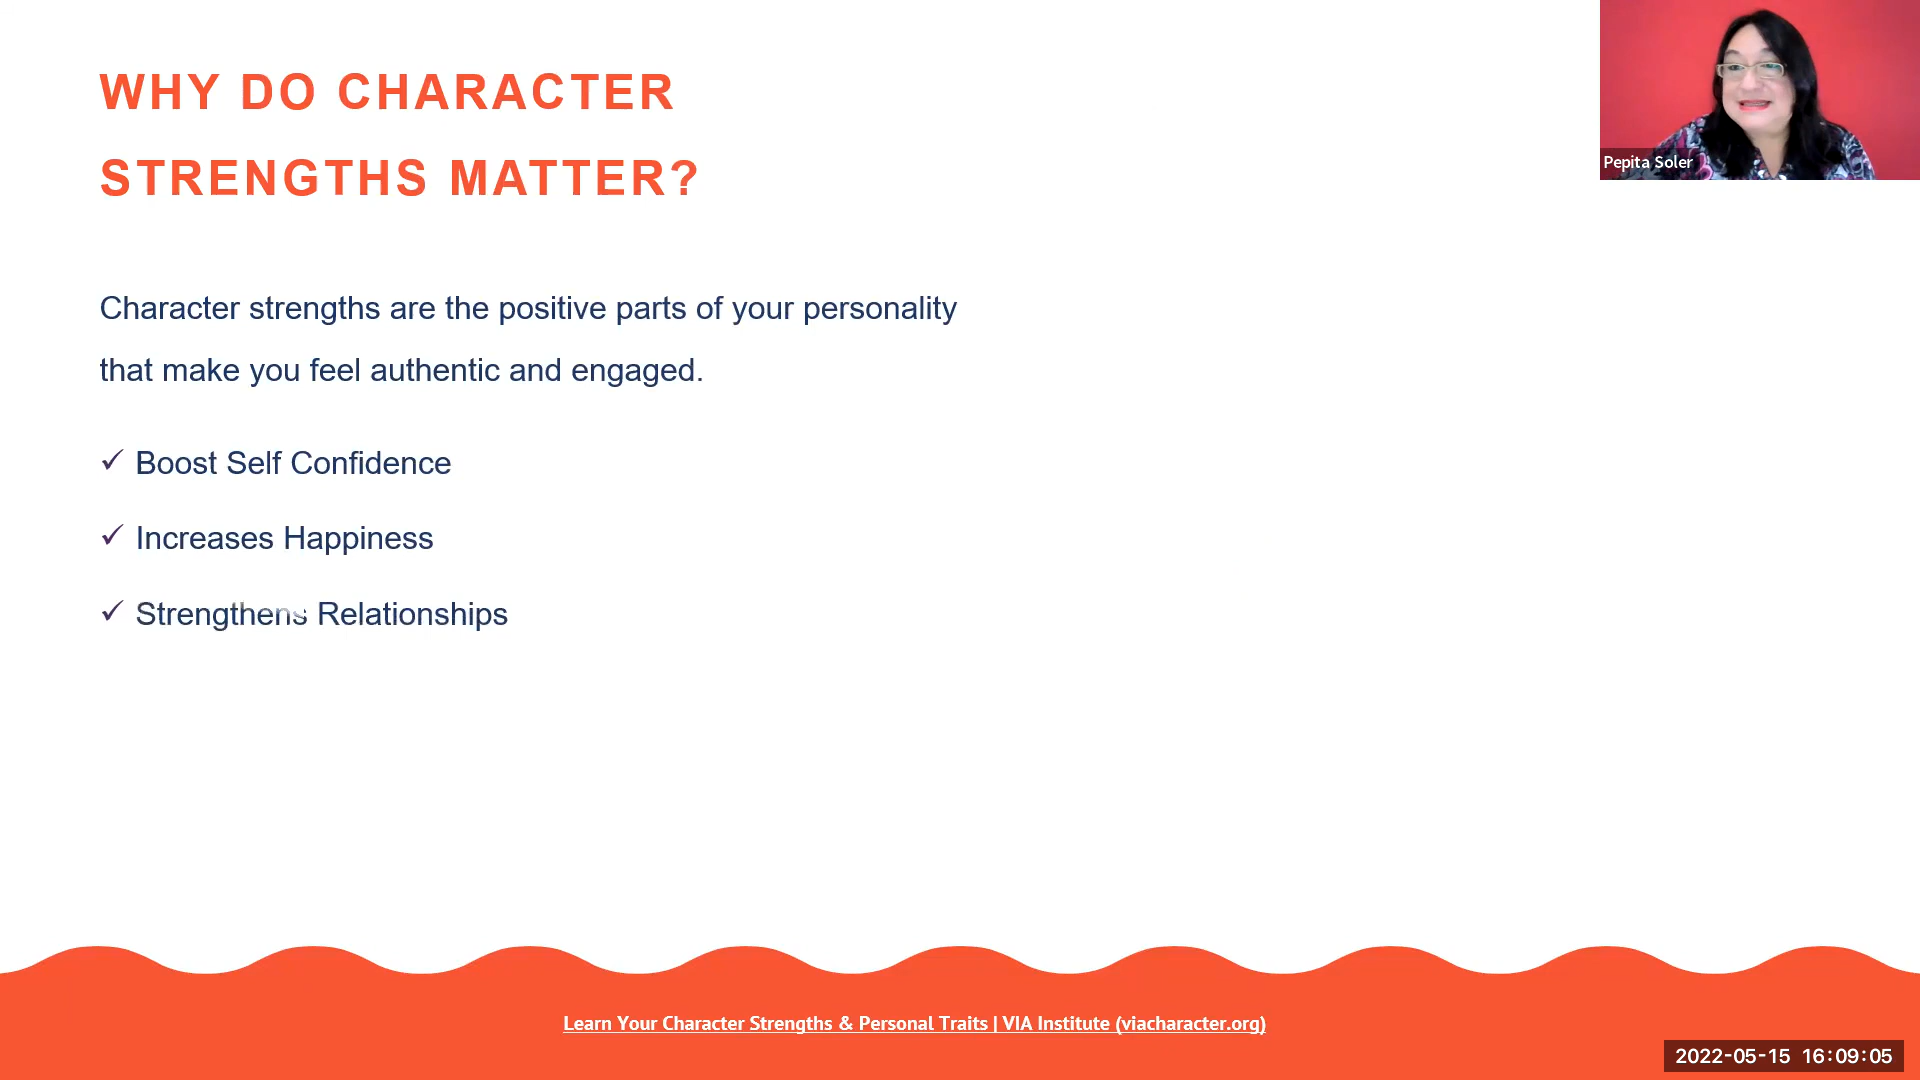 WHY DO CHARACTER
STRENGTHS MATTER?
Pepita Soler
Character strengths are the positive parts of your personality
that make you feel authentic and engaged.
✓ Boost Self Confidence
✓ Increases Happiness
✓ Strengthens Relationships
Learn Your Character Strengths & Personal Traits | VIA Institute (viacharacter.org)
2022-05-15 16:09:05